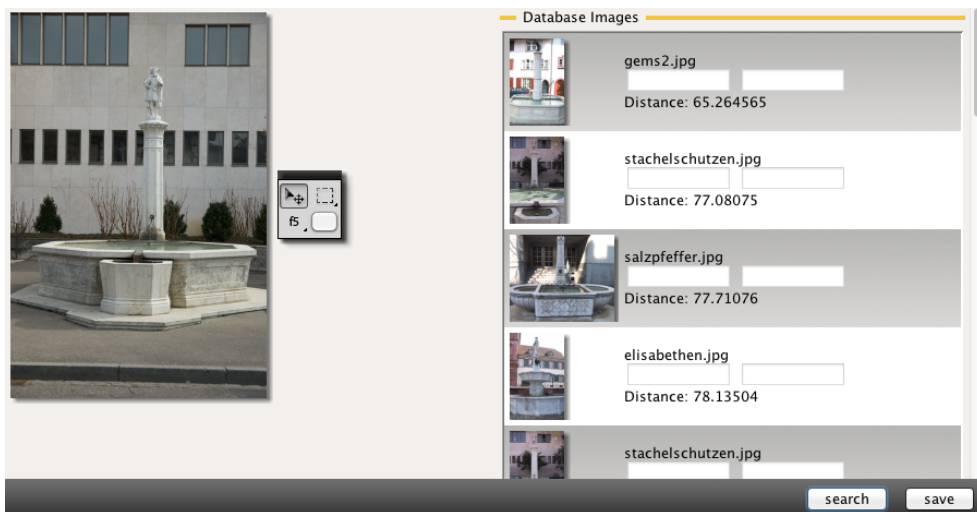 Database Images
gems2.jpg
Distance: 65.264565
stachelschutzen.jpg
Distance: 77.08075
salzpfeffer.jpg
Distance: 77.71076
elisabethen.jpg
Distance: 78.13504
stachelschutzen.jpg
f5
search
save